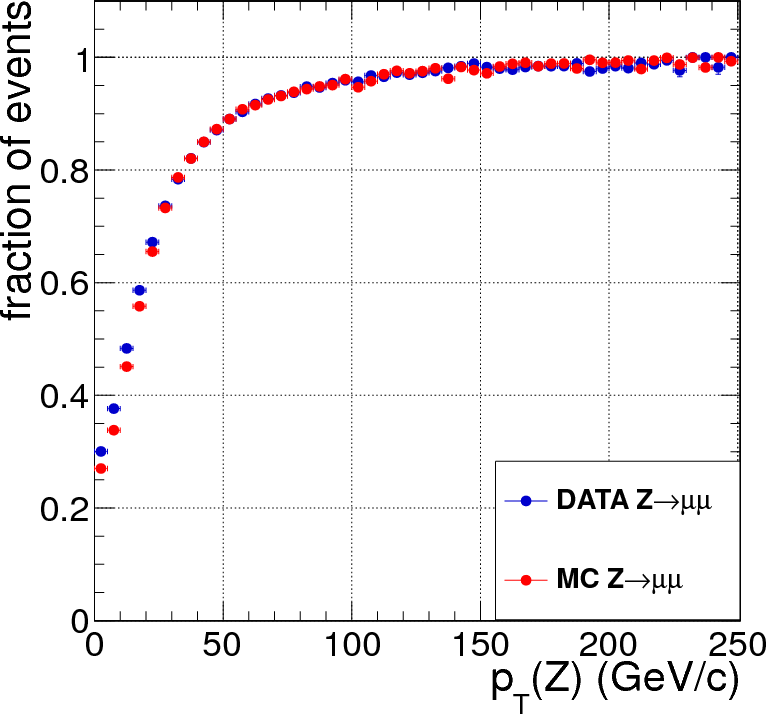 fraction of events
1
0.8
0.6
0.4
0.2
0
0 50 100 150 200 250
p_T(Z) (GeV/c)
DATA Z→μμ
MC Z→μμ